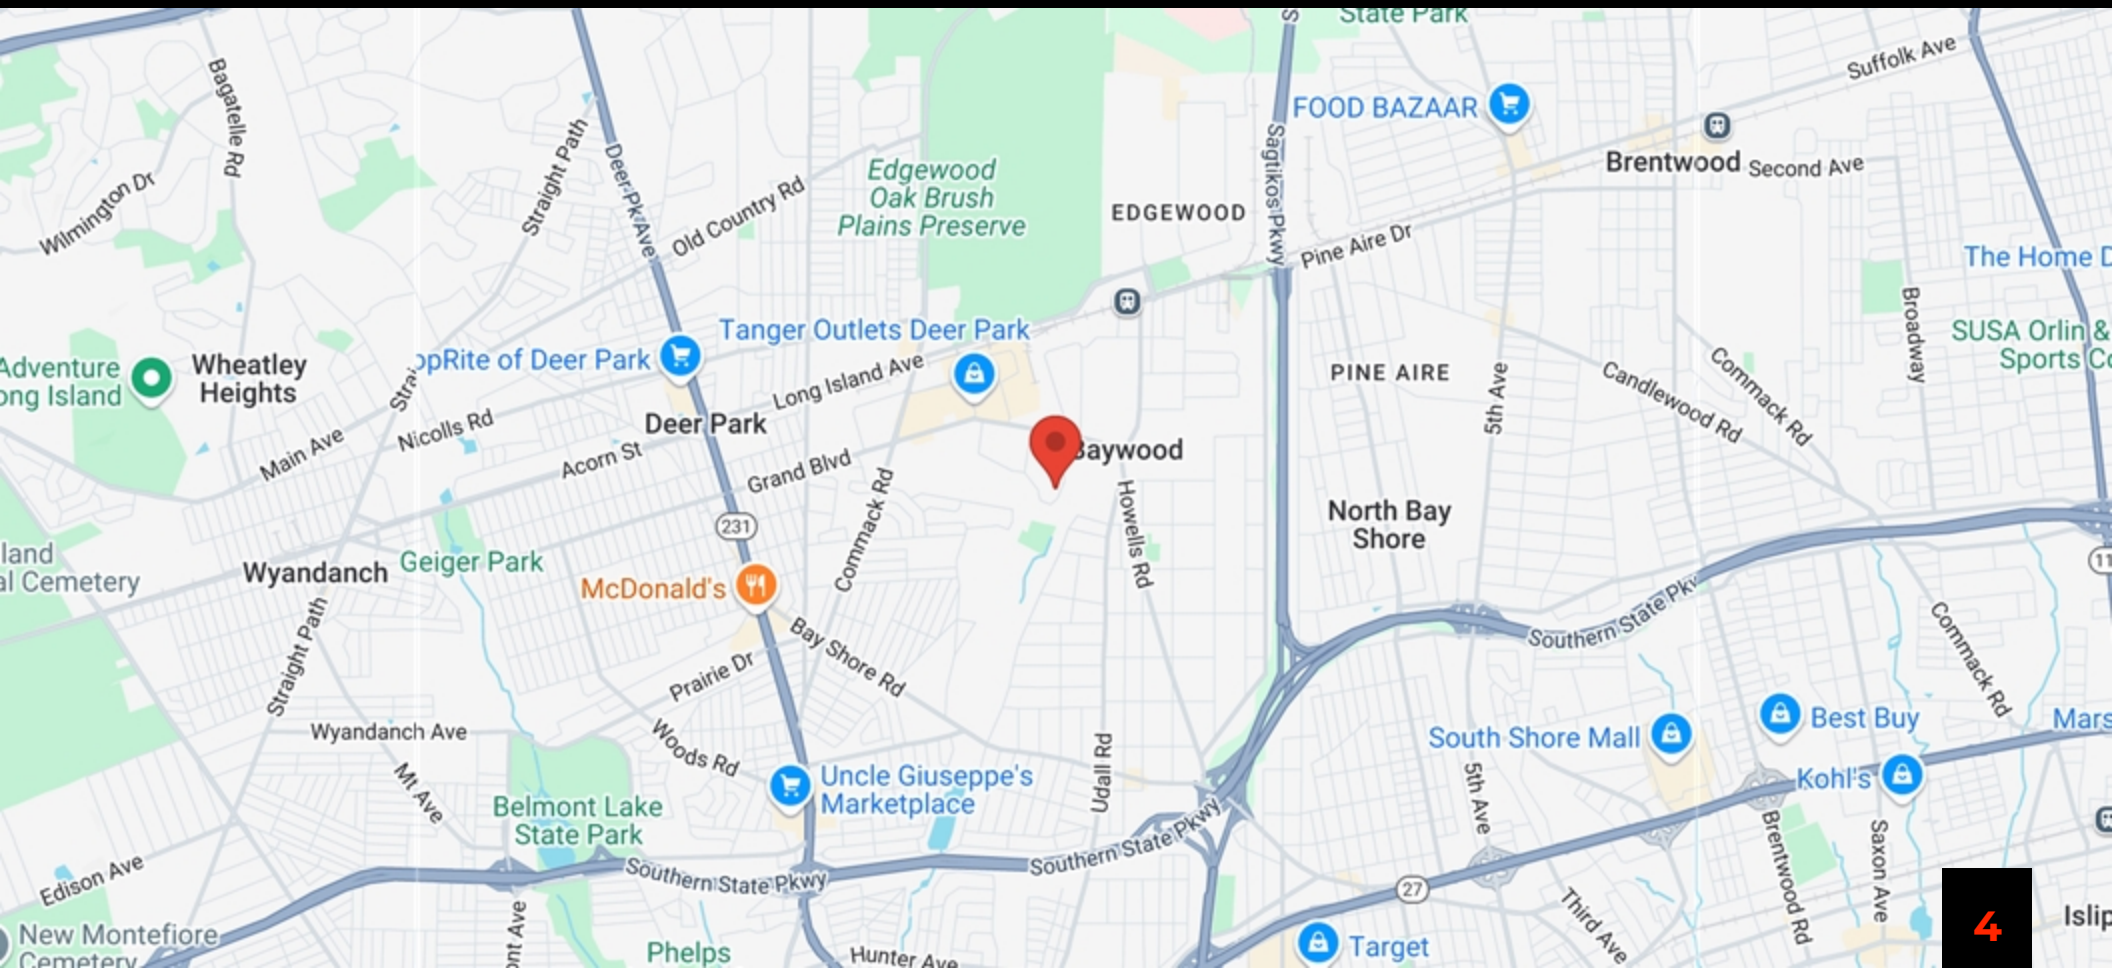 State Park
Suffolk Ave
Bagatelle Rd
FOOD BAZAAR
Straight Path
Deer Pk Ave
Sagtikos Pkwy
Brentwood
Second Ave
Wilmington Dr
Old Country Rd
Edgewood
Oak Brush
Plains Preserve
EDGEWOOD
Pine Aire Dr
The Home D
Broadway
Tanger Outlets Deer Park
SUSA Orlin &
Sports Co
Adventure
ong Island
Wheatley
Heights
Strai
opRite of Deer Park
Long Island Ave
PINE AIRE
5th Ave
Candlewood Rd
Commack Rd
Main Ave
Nicolls Rd
Deer Park
Acorn St
Grand Blvd
Commack Rd
Baywood
Howells Rd
North Bay
Shore
231
land
al Cemetery
Wyandanch
Geiger Park
McDonald's
11
Southern State Pkwy
Commack Rd
Straight Path
Bay Shore Rd
Prairie Dr
Wyandanch Ave
Woods Rd
Mt Ave
Udall Rd
South Shore Mall
Best Buy
Mars
5th Ave
Kohl's
Uncle Giuseppe's
Marketplace
Belmont Lake
State Park
Southern State Pkwy
Southern State Pkwy
Edison Ave
27
Brentwood Rd
Saxon Ave
Third Ave
Islip
New Montefiore
Cemetery
ont Ave
Phelps
Hunter Ave
Target
4